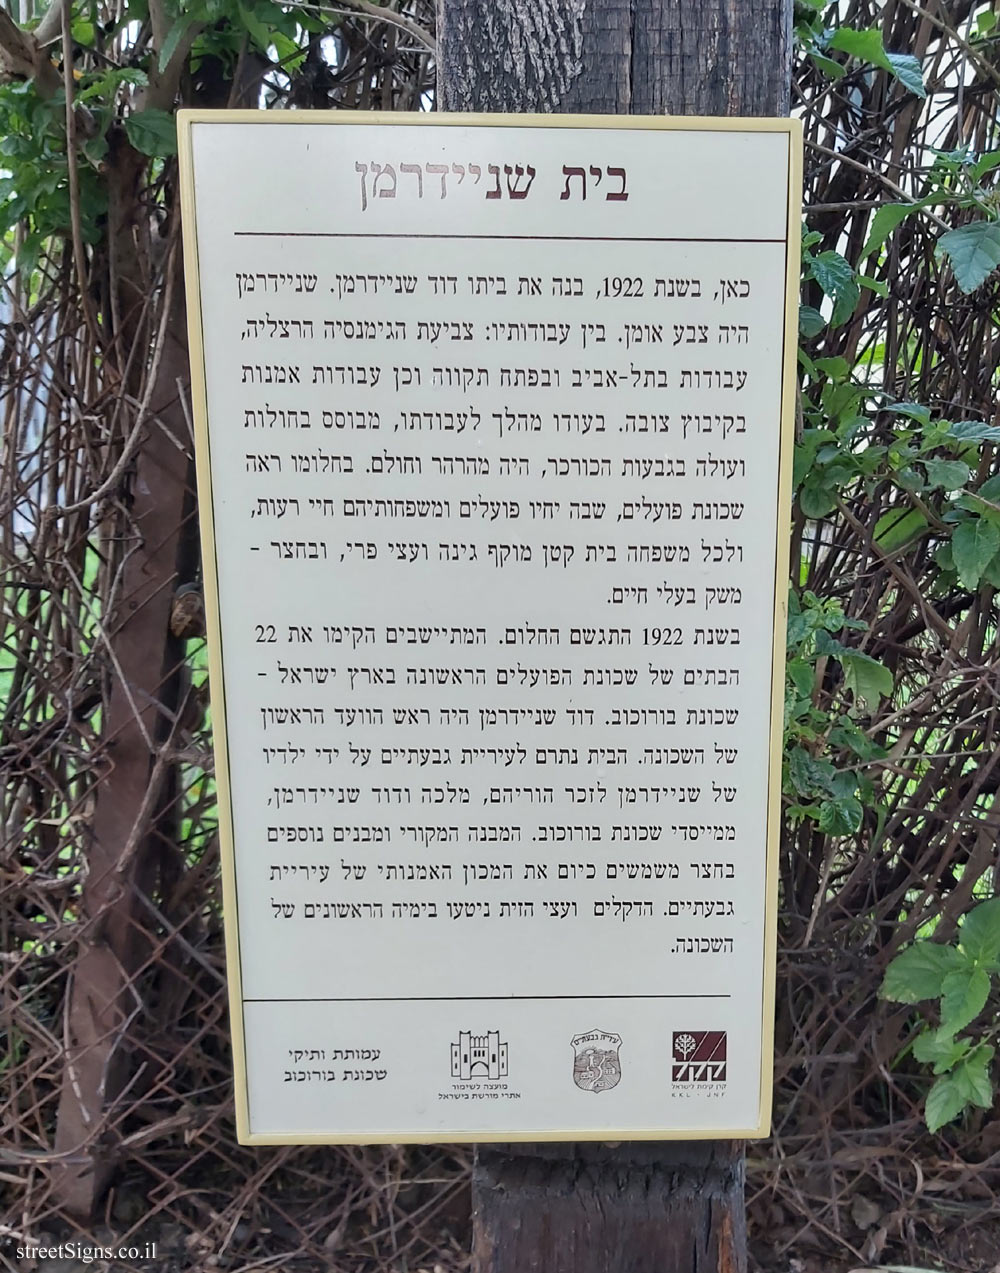 בית שניידרמן
כאן, בשנת 1922, בנה את ביתו דוד שניידרמן. שניידרמן
היה צבע אומן. בין עבודותיו: צביעת הגימנסיה הרצליה,
עבודות בתל-אביב ובפתח תקווה וכן עבודות אמנות
בקיבוץ צובה. בעודו מהלך לעבודתו, מבוסס בחולות
ועולה בגבעות הכורכר, היה מהרהר וחולם. בחלומו ראה
שכונת פועלים, שבה יחיו פועלים ומשפחותיהם חיי רעות,
ולכל משפחה בית קטן מוקף גינה ועצי פרי, ובחצר -
משק בעלי חיים.
בשנת 1922 התגשם החלום. המתיישבים הקימו את 22
הבתים של שכונת הפועלים הראשונה בארץ ישראל -
שכונת בורוכוב. דוד שניידרמן היה ראש הוועד הראשון
של השכונה. הבית נתרם לעיריית גבעתיים על ידי ילדיו
של שניידרמן לזכר הוריהם, מלכה ודוד שניידרמן,
ממייסדי שכונת בורוכוב. המבנה המקורי ומבנים נוספים
בחצר משמשים כיום את המכון האמנותי של עיריית
גבעתיים. הדקלים ועצי הזית ניטעו בימיה הראשונים של
השכונה.
קקל
קרן קימת לישראל
KKL - JNF
עירית גבעתיים
מועצה לשימור
אתרי מורשת בישראל
עמותת ותיקי
שכונת בורוכוב
streetSigns.co.il